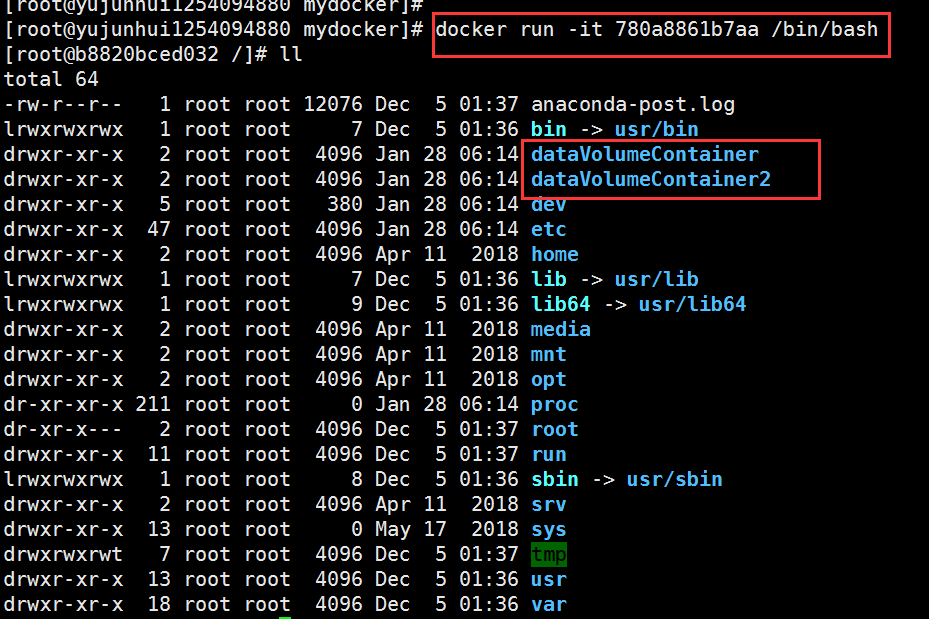 [root@yujunhui1254094880 mydocker]#
[root@yujunhui1254094880 mydocker]# docker run -it 780a8861b7aa /bin/bash
[root@b8820bced032 /]# ll
total 64
-rw-r--r--   1 root root 12076 Dec  5 01:37 anaconda-post.log
lrwxrwxrwx   1 root root     7 Dec  5 01:36 bin -> usr/bin
drwxr-xr-x   2 root root  4096 Jan 28 06:14 dataVolumeContainer
drwxr-xr-x   2 root root  4096 Jan 28 06:14 dataVolumeContainer2
drwxr-xr-x   5 root root   380 Jan 28 06:14 dev
drwxr-xr-x  47 root root  4096 Jan 28 06:14 etc
drwxr-xr-x   2 root root  4096 Apr 11  2018 home
lrwxrwxrwx   1 root root     7 Dec  5 01:36 lib -> usr/lib
lrwxrwxrwx   1 root root     9 Dec  5 01:36 lib64 -> usr/lib64
drwxr-xr-x   2 root root  4096 Apr 11  2018 media
drwxr-xr-x   2 root root  4096 Apr 11  2018 mnt
drwxr-xr-x   2 root root  4096 Apr 11  2018 opt
dr-xr-xr-x 211 root root     0 Jan 28 06:14 proc
dr-xr-x---   2 root root  4096 Dec  5 01:37 root
drwxr-xr-x  11 root root  4096 Dec  5 01:37 run
lrwxrwxrwx   1 root root     8 Dec  5 01:36 sbin -> usr/sbin
drwxr-xr-x   2 root root  4096 Apr 11  2018 srv
drwxr-xr-x  13 root root     0 May 17  2018 sys
drwxrwxrwt   7 root root  4096 Dec  5 01:37 tmp
drwxr-xr-x  13 root root  4096 Dec  5 01:36 usr
drwxr-xr-x  18 root root  4096 Dec  5 01:36 var